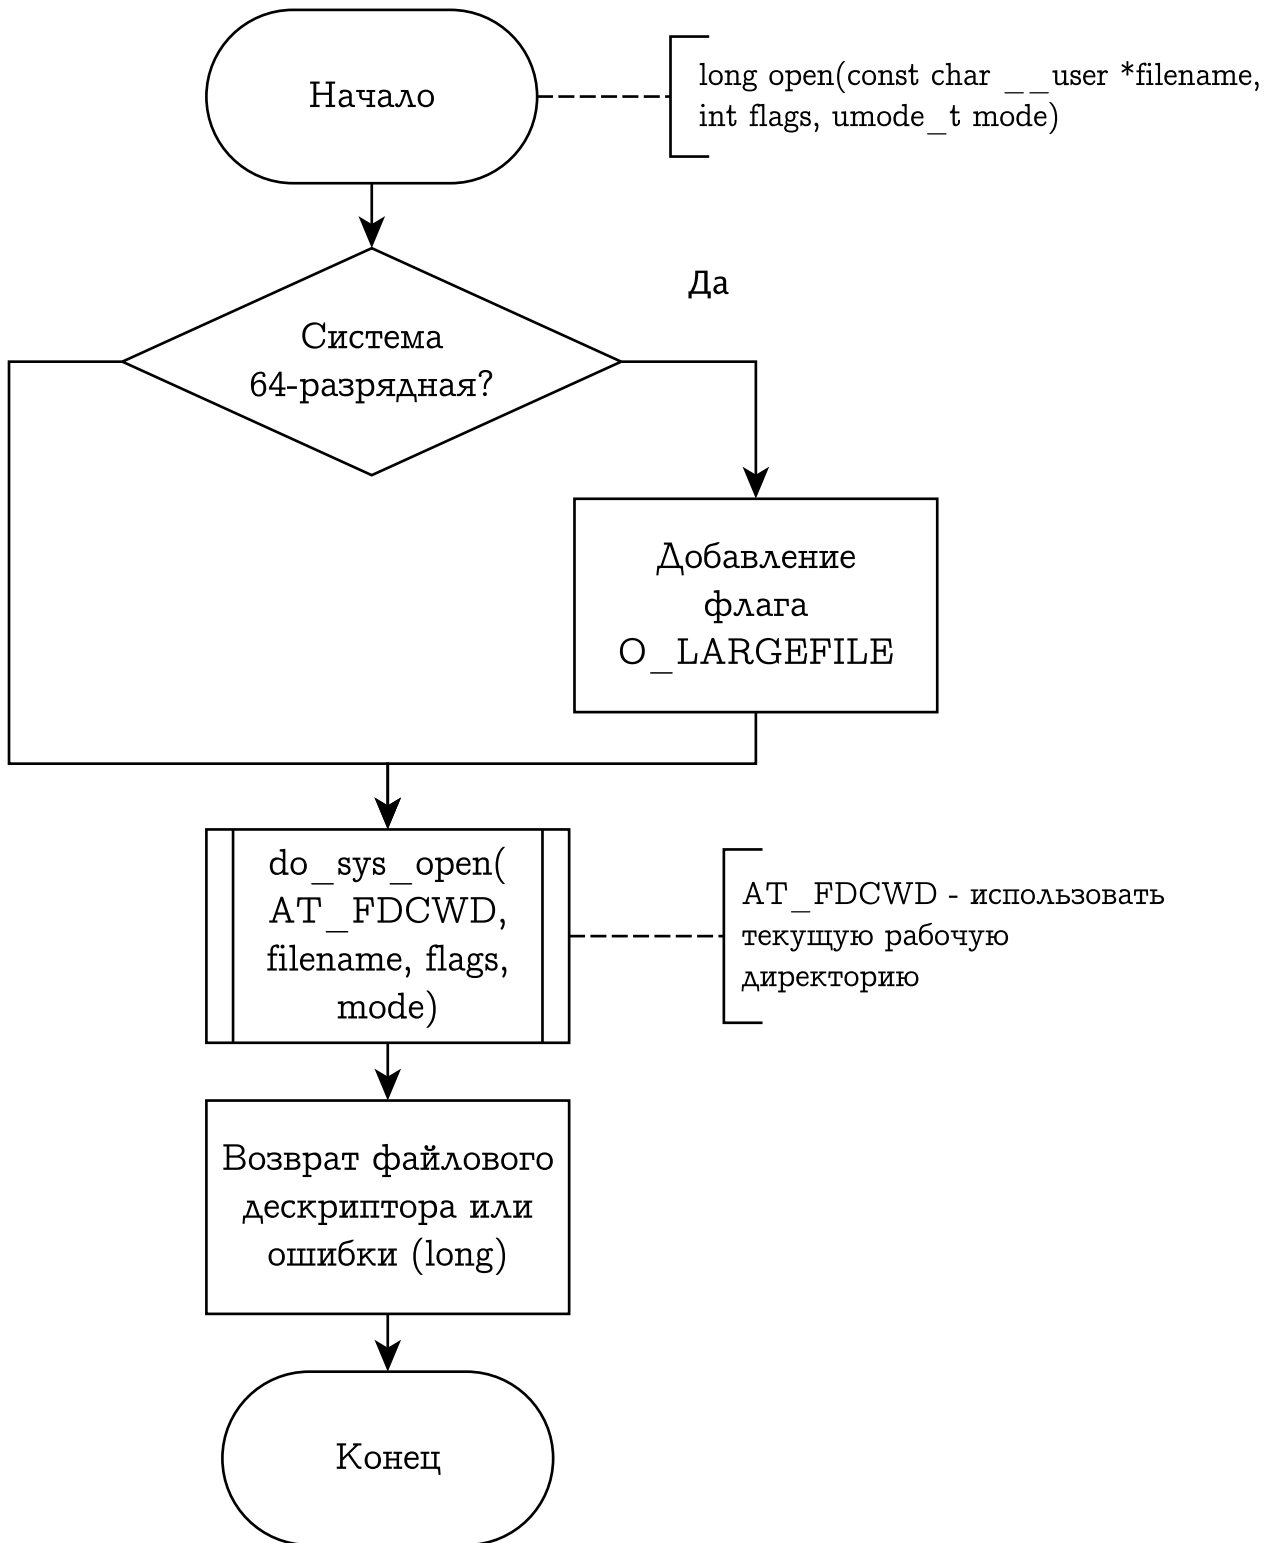 Начало
long open(const char __user *filename,
int flags, umode_t mode)
Да
Система
64-разрядная?
Добавление
флага
O_LARGEFILE
do_sys_open(
AT_FDCWD,
filename, flags,
mode)
AT_FDCWD - использовать
текущую рабочую
директорию
Возврат файлового
дескриптора или
ошибки (long)
Конец